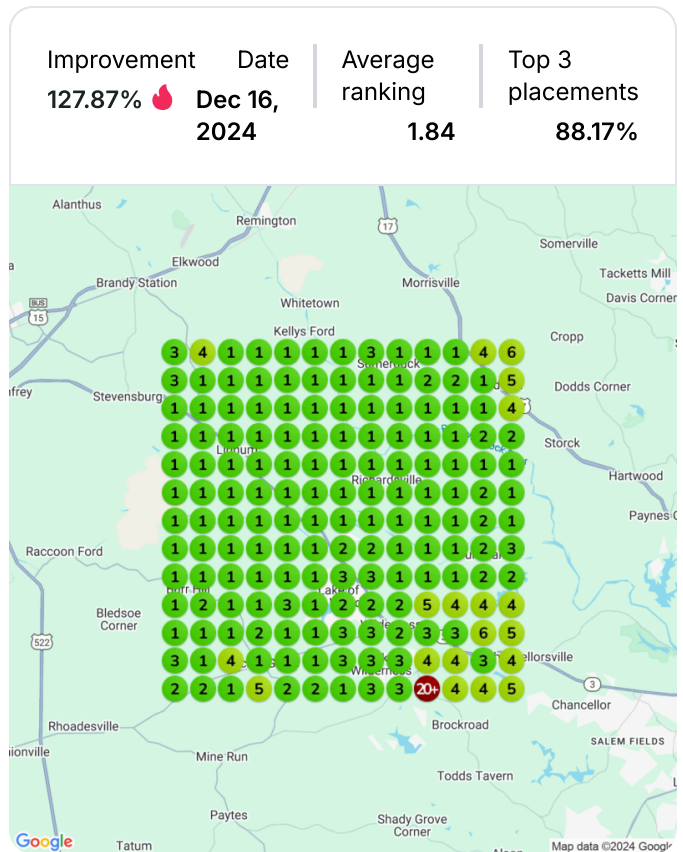 Improvement Date Average Top 3
ranking placements
127.87% Dec 16,
2024 1.84 88.17%
Alanthus
Remington
17
Somerville
Elkwood
Tacketts Mill
Brandy Station
Morrisville
Davis Corner
BUS
15
Whitetown
Kellys Ford
Cropp
3 4 1 1 1 1 1 3 1 1 1 4 6
3 1 1 1 1 1 1 1 1 2 2 1 5
Dodds Corner
Stevensburg
1 1 1 1 1 1 1 1 1 1 1 1 4
1 1 1 1 1 1 1 1 1 1 1 2 2
Storck
1 1 1 1 1 1 1 1 1 1 1 1 1
Hartwood
Richardsville
1 1 1 1 1 1 1 1 1 1 1 2 1
Paynes C
1 1 1 1 1 1 1 1 1 1 1 2 1
1 1 1 1 1 1 2 2 1 1 1 2 3
Raccoon Ford
1 1 1 1 1 1 3 3 1 1 1 2 2
Lake of
1 2 1 1 3 1 2 2 2 5 4 4 4
Bledsoe
Corner
1 1 1 2 1 1 3 3 2 3 3 6 5
522
3 1 4 1 1 1 3 3 3 4 4 3 4
Wilderness
2 2 1 5 2 2 1 3 3 20+ 4 4 5
3
Chancellor
Rhoadesville
Brockroad
SALEM FIELDS
Mine Run
Todds Tavern
Paytes
Shady Grove
Corner
Google
Tatum
Map data ©2024 Google